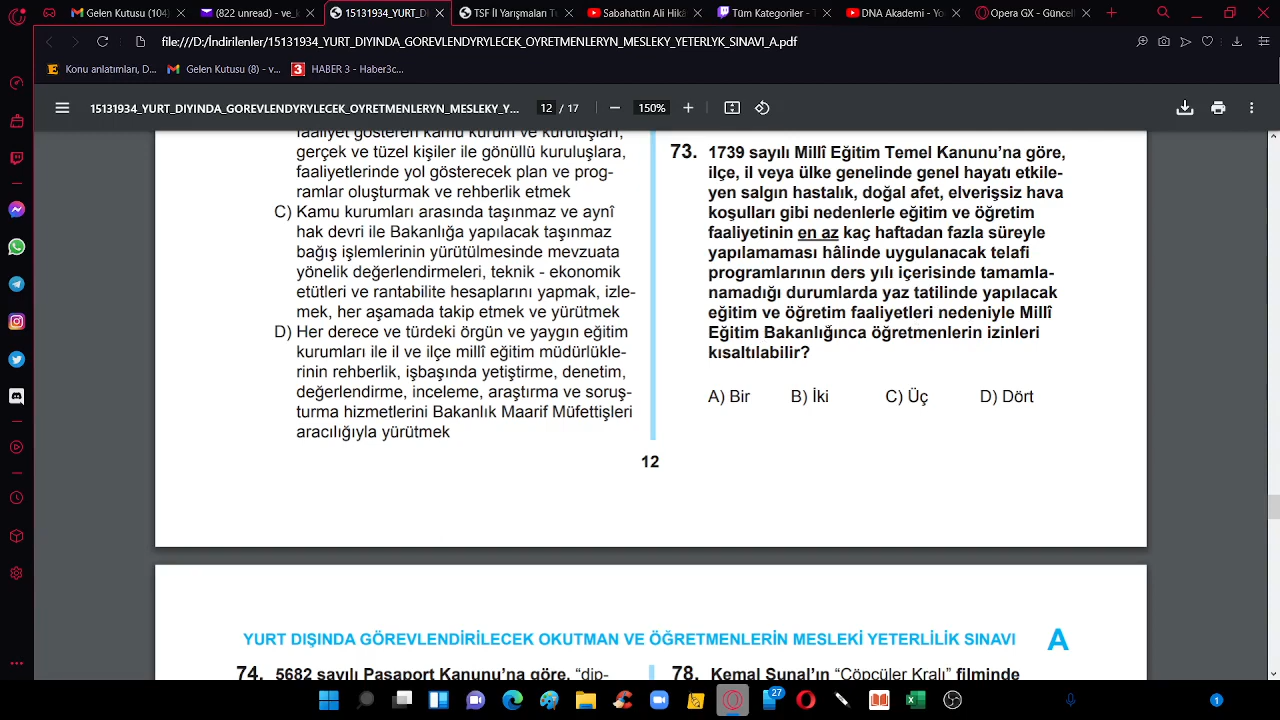 Gelen Kutusu (104)
(822 unread) - ve_l
15131934_YURT_D
TSF İl Yarışmaları T
Sabahattin Ali Hikâ
Tüm Kategoriler - T
DNA Akademi - Yo
Opera GX - Güncell
file:///D:/İndirilenler/15131934_YURT_DIYINDA_GOREVLENDYRYLECEK_OYRETMENLERYN_MESLEKY_YETERLYK_SINAVI_A.pdf
Konu anlatımları, D...
Gelen Kutusu (8) - v...
HABER 3 - Haber3c...
15131934_YURT_DIYINDA_GOREVLENDYRYLECEK_OYRETMENLERYN_MESLEKY_Y...
12 / 17
150%
faaliyet gösteren kamu kurum ve kuruluşları,
gerçek ve tüzel kişiler ile gönüllü kuruluşlara,
faaliyetlerinde yol gösterecek plan ve prog-
ramlar oluşturmak ve rehberlik etmek
C) Kamu kurumları arasında taşınmaz ve aynî
hak devri ile Bakanlığa yapılacak taşınmaz
bağış işlemlerinin yürütülmesinde mevzuata
yönelik değerlendirmeleri, teknik - ekonomik
etütleri ve rantabilite hesaplarını yapmak, izle-
mek, her aşamada takip etmek ve yürütmek
D) Her derece ve türdeki örgün ve yaygın eğitim
kurumları ile il ve ilçe millî eğitim müdürlükle-
rinin rehberlik, işbaşında yetiştirme, denetim,
değerlendirme, inceleme, araştırma ve soruş-
turma hizmetlerini Bakanlık Maarif Müfettişleri
aracılığıyla yürütmek
73. 1739 sayılı Millî Eğitim Temel Kanunu'na göre,
ilçe, il veya ülke genelinde genel hayatı etkile-
yen salgın hastalık, doğal afet, elverişsiz hava
koşulları gibi nedenlerle eğitim ve öğretim
faaliyetinin en az kaç haftadan fazla süreyle
yapılamaması hâlinde uygulanacak telafi
programlarının ders yılı içerisinde tamamla-
namadığı durumlarda yaz tatilinde yapılacak
eğitim ve öğretim faaliyetleri nedeniyle Millî
Eğitim Bakanlığınca öğretmenlerin izinleri
kısaltılabilir?
A) Bir B) İki C) Üç D) Dört
12
YURT DIŞINDA GÖREVLENDİRİLECEK OKUTMAN VE ÖĞRETMENLERİN MESLEKİ YETERLİLİK SINAVI A
74. 5682 sayılı Pasaport Kanunu'na göre, "dip-
78. Kemal Sunal'ın "Çöpçüler Kralı" filminde
27
1